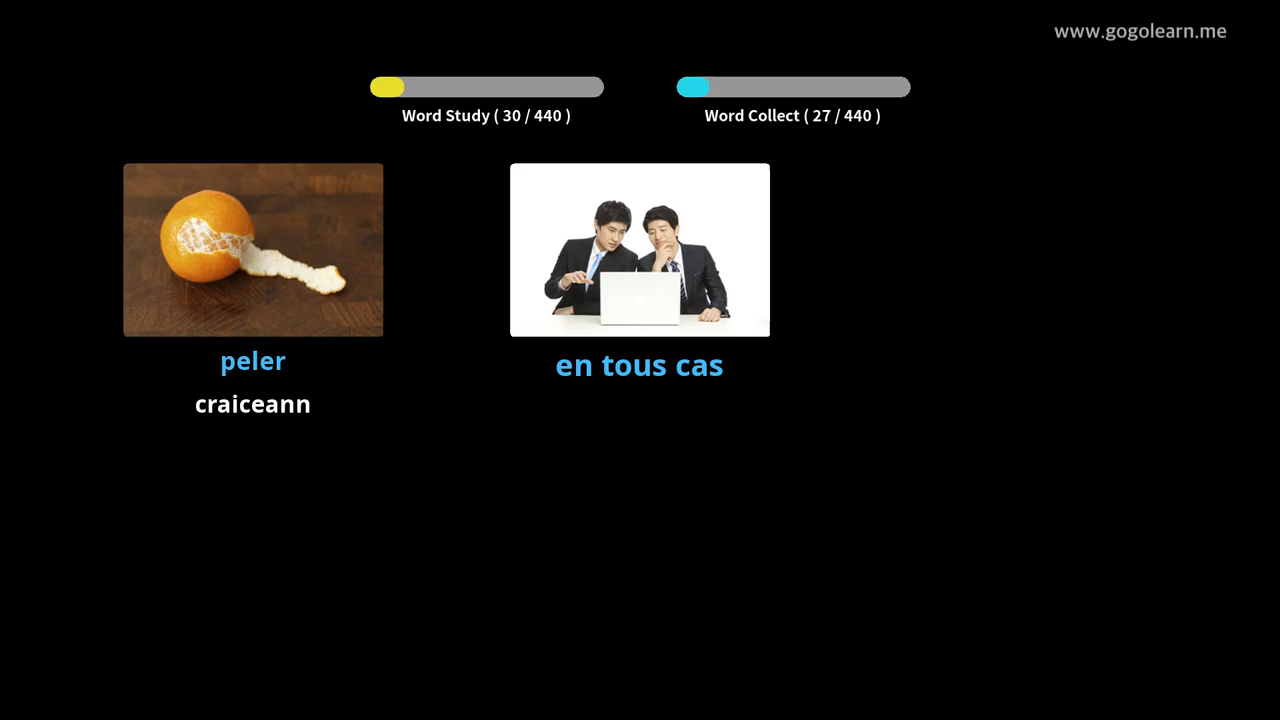 www.gogolearn.me
Word Study ( 30 / 440 )
Word Collect ( 27 / 440 )
peler
craiceann
en tous cas